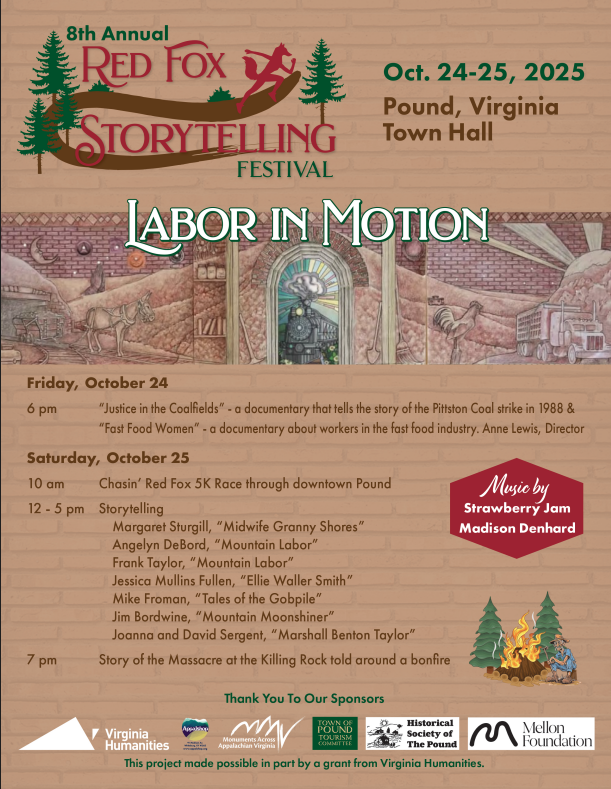 8th Annual
RED FOX
STORYTELLING
FESTIVAL
Oct. 24-25, 2025
Pound, Virginia
Town Hall
LABOR IN MOTION
Friday, October 24
6 pm "Justice in the Coalfields" - a documentary that tells the story of the Pittston Coal strike in 1988 &
"Fast Food Women" - a documentary about workers in the fast food industry. Anne Lewis, Director
Saturday, October 25
10 am Chasin' Red Fox 5K Race through downtown Pound
12 - 5 pm Storytelling
Margaret Sturgill, "Midwife Granny Shores"
Angelyn DeBord, "Mountain Labor"
Frank Taylor, "Mountain Labor"
Jessica Mullins Fullen, "Ellie Waller Smith"
Mike Froman, "Tales of the Gobpile"
Jim Bordwine, "Mountain Moonshiner"
Joanna and David Sergent, "Marshall Benton Taylor"
7 pm Story of the Massacre at the Killing Rock told around a bonfire
Music by
Strawberry Jam
Madison Denhard
Thank You To Our Sponsors
Virginia
Humanities
Appalshop
Monuments Across
Appalachian Virginia
TOWN OF
POUND
TOURISM
COMMITTEE
Historical
Society of
The Pound
Mellon
Foundation
This project made possible in part by a grant from Virginia Humanities.